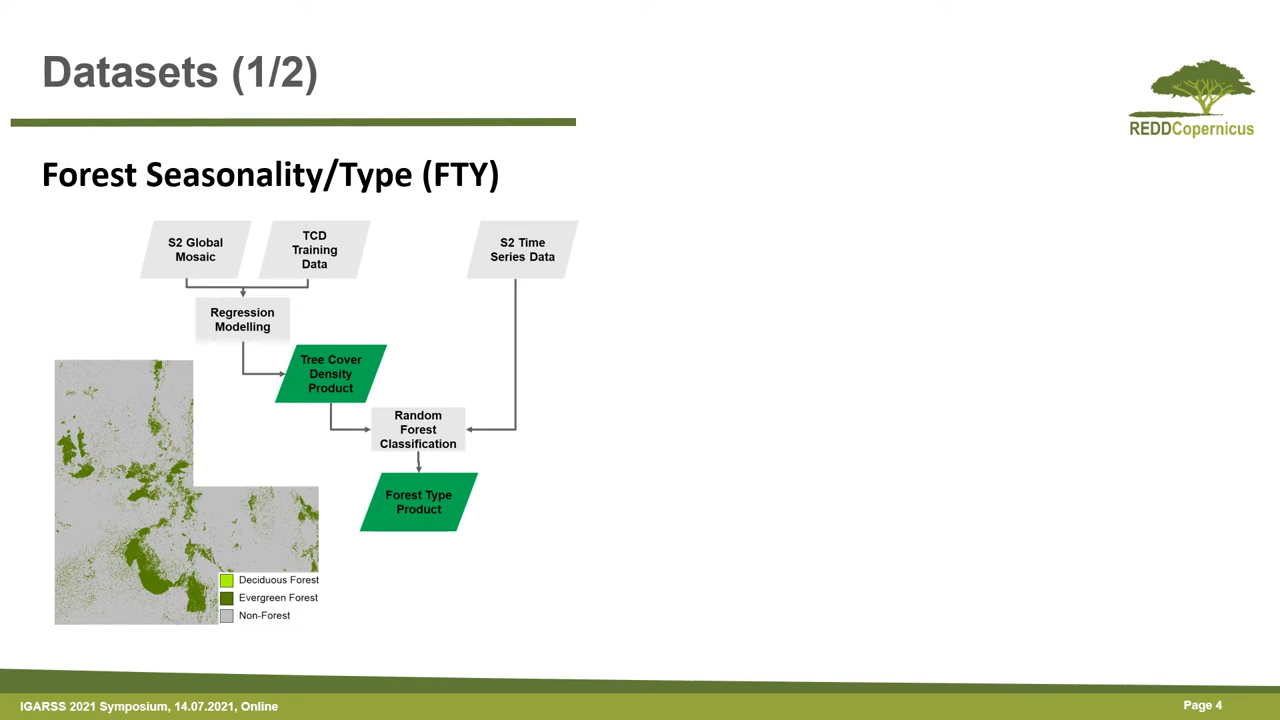 Datasets (1/2)
REDDCopernicus
Forest Seasonality/Type (FTY)
S2 Global
Mosaic
TCD
Training
Data
S2 Time
Series Data
Regression
Modelling
Tree Cover
Density
Product
Random
Forest
Classification
Forest Type
Product
Deciduous Forest
Evergreen Forest
Non-Forest
IGARSS 2021 Symposium, 14.07.2021, Online
Page 4